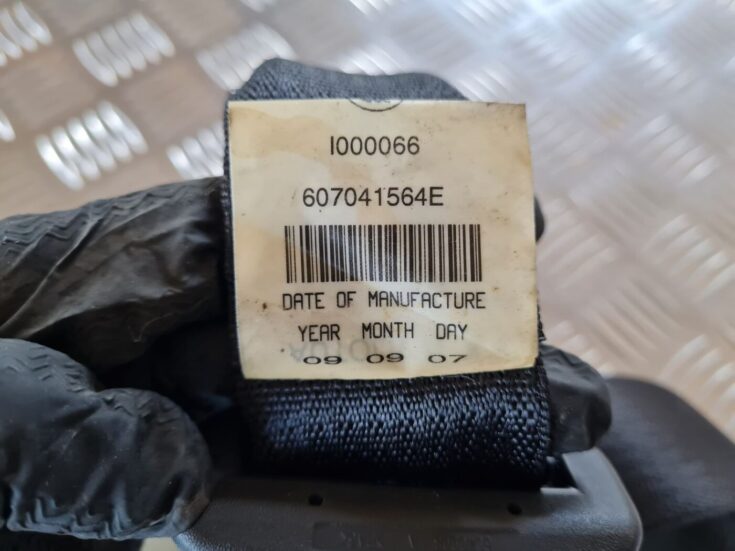 I000066
607041564E
DATE OF MANUFACTURE
YEAR MONTH DAY
09 09 07